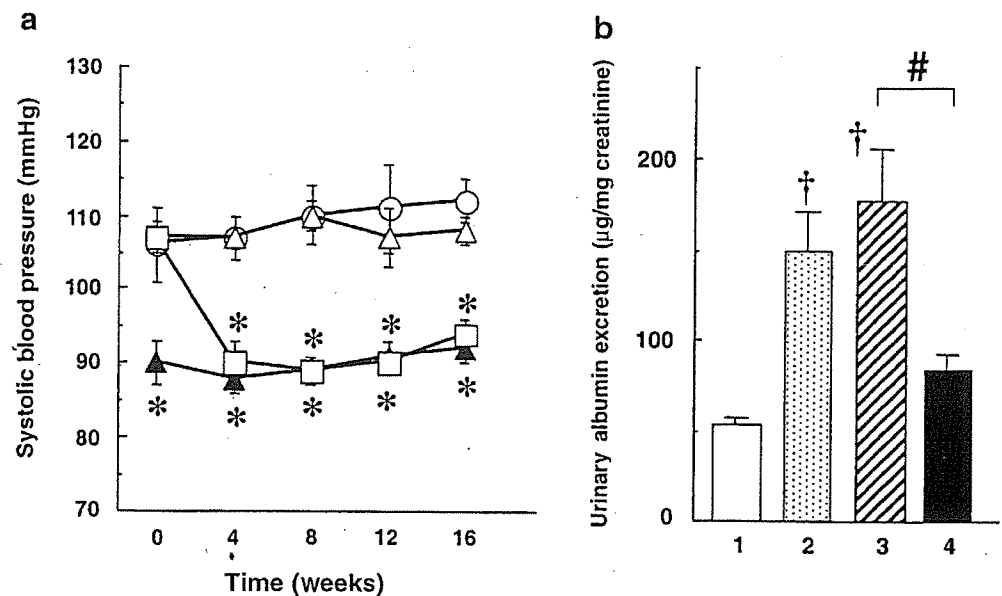 a
130
120
110
100
90
80
70
Systolic blood pressure (mmHg)
* * * *
* * * * *
0 4 8 12 16
Time (weeks)
b
#
†
†
200
100
0
Urinary albumin excretion (µg/mg creatinine)
1 2 3 4